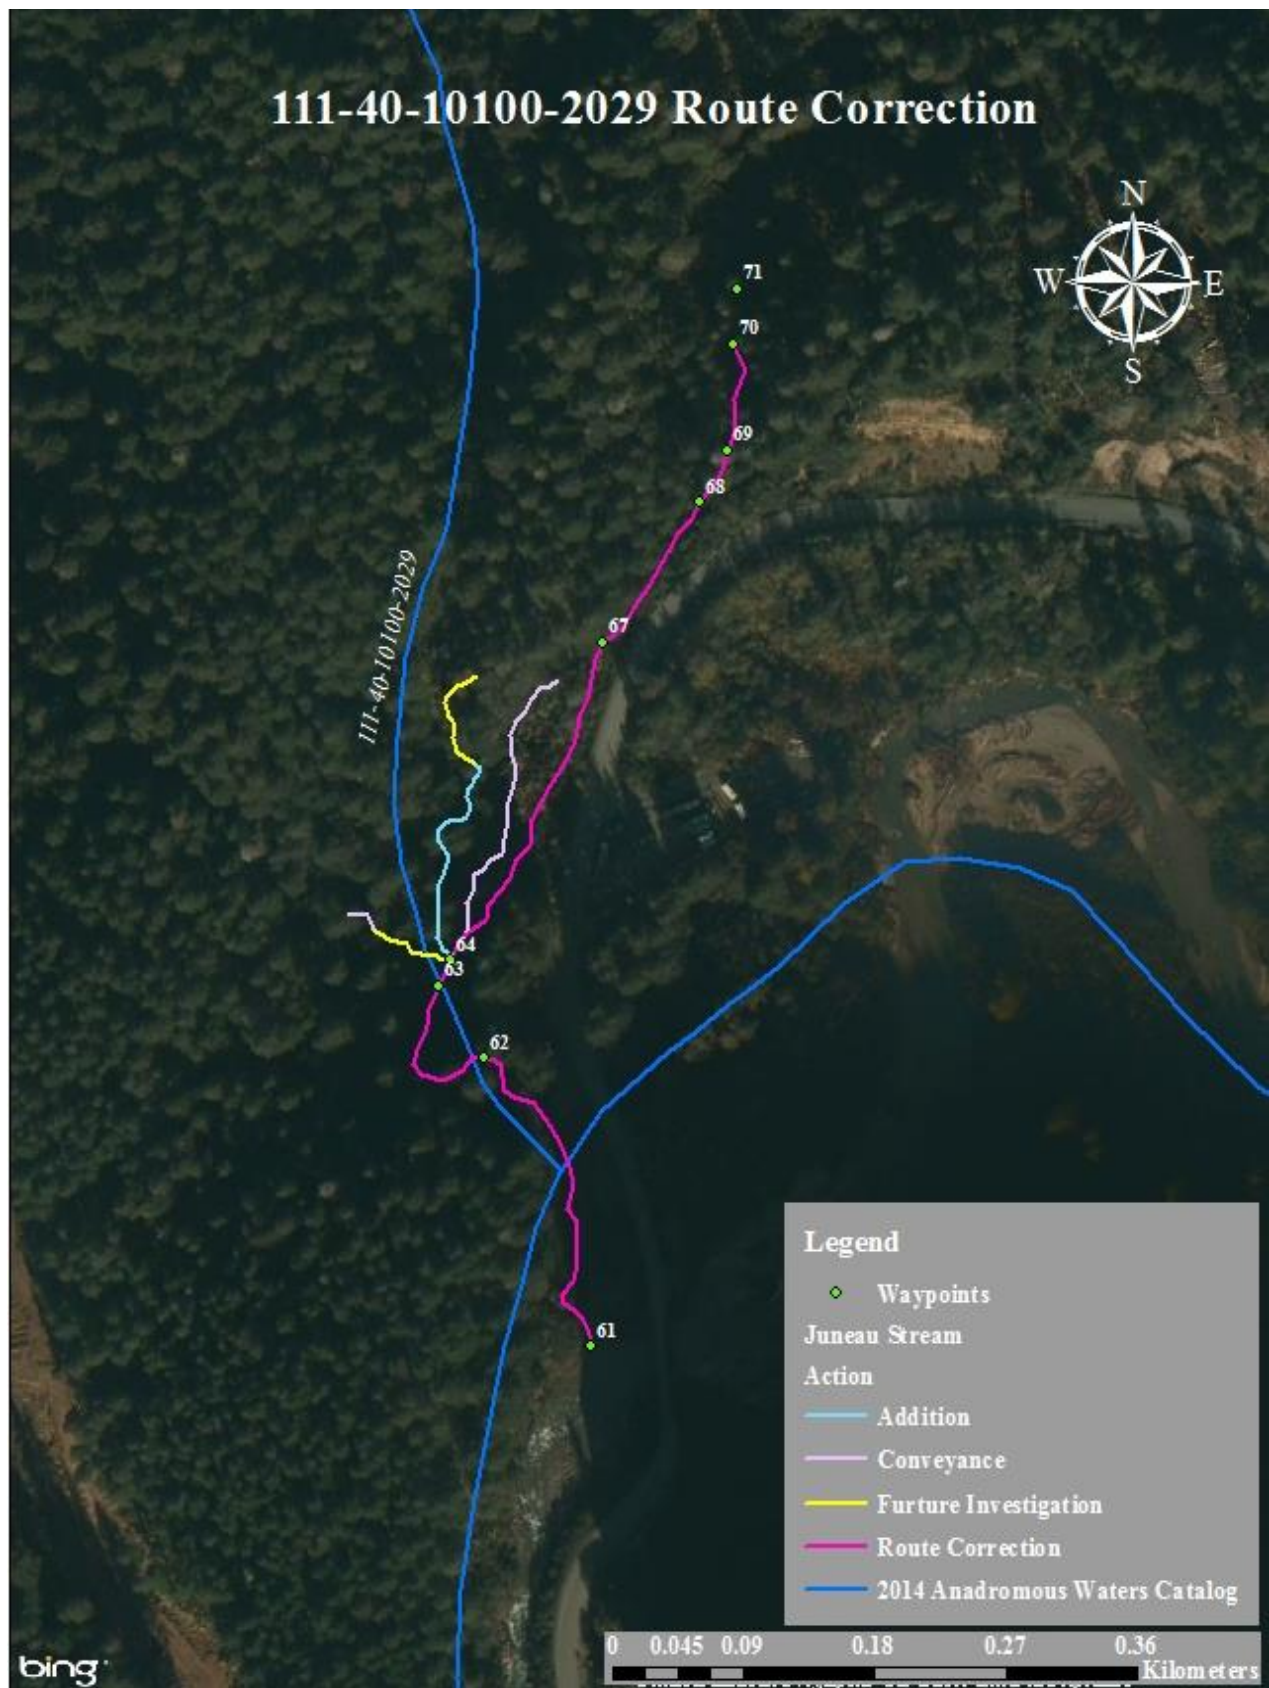 111-40-10100-2029 Route Correction
N
W E
S
71
70
69
68
67
111-40-10100-2029
64
63
62
61
Legend
Waypoints
Juneau Stream
Action
Addition
Conveyance
Furture Investigation
Route Correction
2014 Anadromous Waters Catalog
0 0.045 0.09 0.18 0.27 0.36
Kilometers
bing